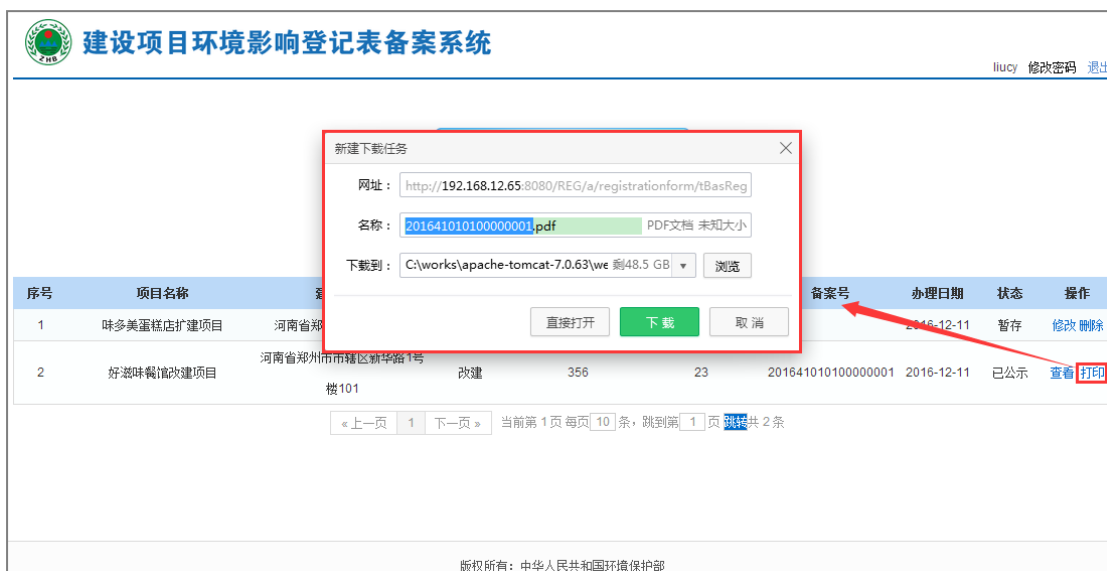 ZHB
建设项目环境影响登记表备案系统
liucy 修改密码 退出
新建下载任务
网址： http://192.168.12.65:8080/REG/a/registrationform/tBasReg
名称： 201641010100000001.pdf PDF文档 未知大小
下载到： C:\works\apache-tomcat-7.0.63\we 剩48.5 GB 浏览
直接打开 下载 取消
序号 项目名称 备案号 办理日期 状态 操作
1 味多美蛋糕店扩建项目 河南省郑 2016-12-11 暂存 修改 删除
2 好滋味餐馆改建项目 河南省郑州市市辖区新华路1号 改建 356 23 201641010100000001 2016-12-11 已公示 查看 打印
楼101
«上一页 1 下一页» 当前第 1 页 每页 10 条，跳到第 1 页 跳转 共 2 条
版权所有：中华人民共和国环境保护部